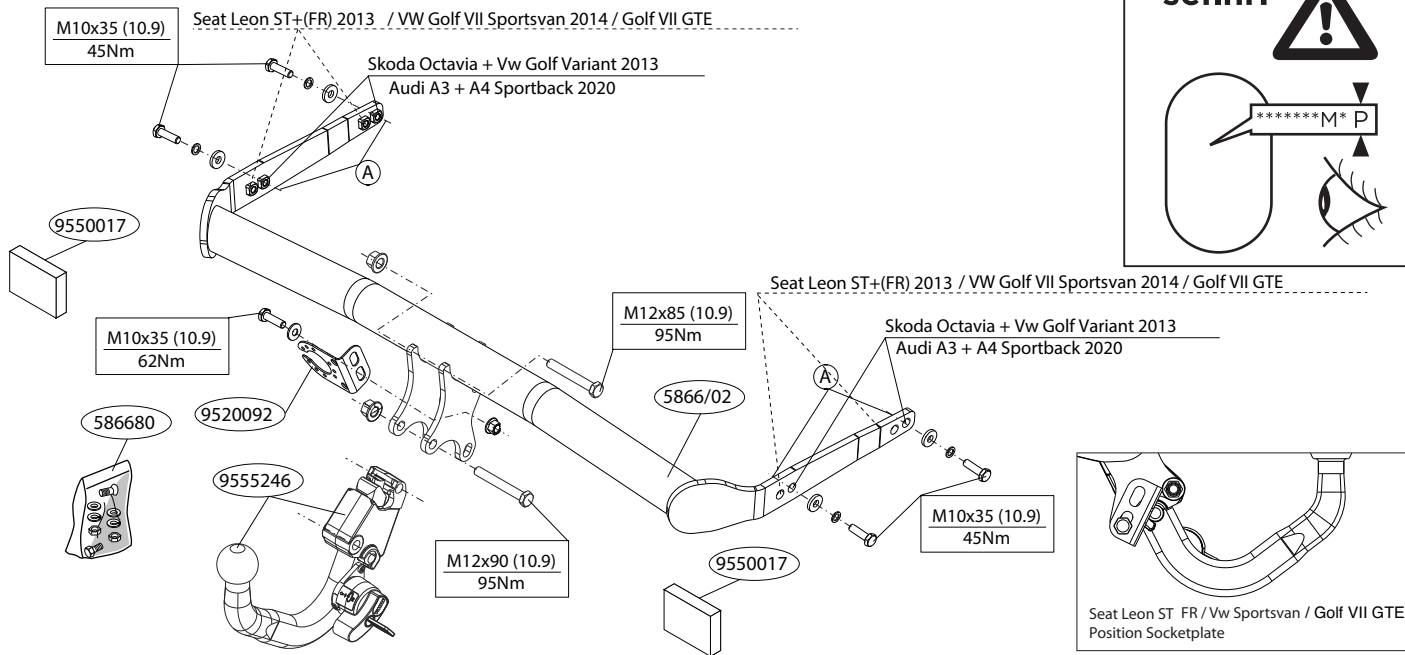 M10x35 (10.9)
45Nm
Seat Leon ST+(FR) 2013 / VW Golf VII Sportsvan 2014 / Golf VII GTE
Skoda Octavia + Vw Golf Variant 2013
Audi A3 + A4 Sportback 2020
A
*******M* P
9550017
Seat Leon ST+(FR) 2013 / VW Golf VII Sportsvan 2014 / Golf VII GTE
M12x85 (10.9)
95Nm
Skoda Octavia + Vw Golf Variant 2013
Audi A3 + A4 Sportback 2020
M10x35 (10.9)
62Nm
A
5866/02
9520092
586680
9555246
M10x35 (10.9)
45Nm
M12x90 (10.9)
95Nm
9550017
Seat Leon ST FR / Vw Sportsvan / Golf VII GTE
Position Socketplate